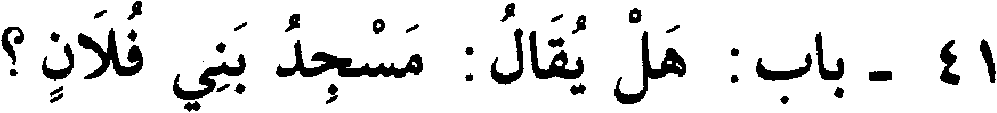 ٤١ - باب: هَلْ يُقَالُ: مَسْجِدُ بَنِي فُلَانٍ؟